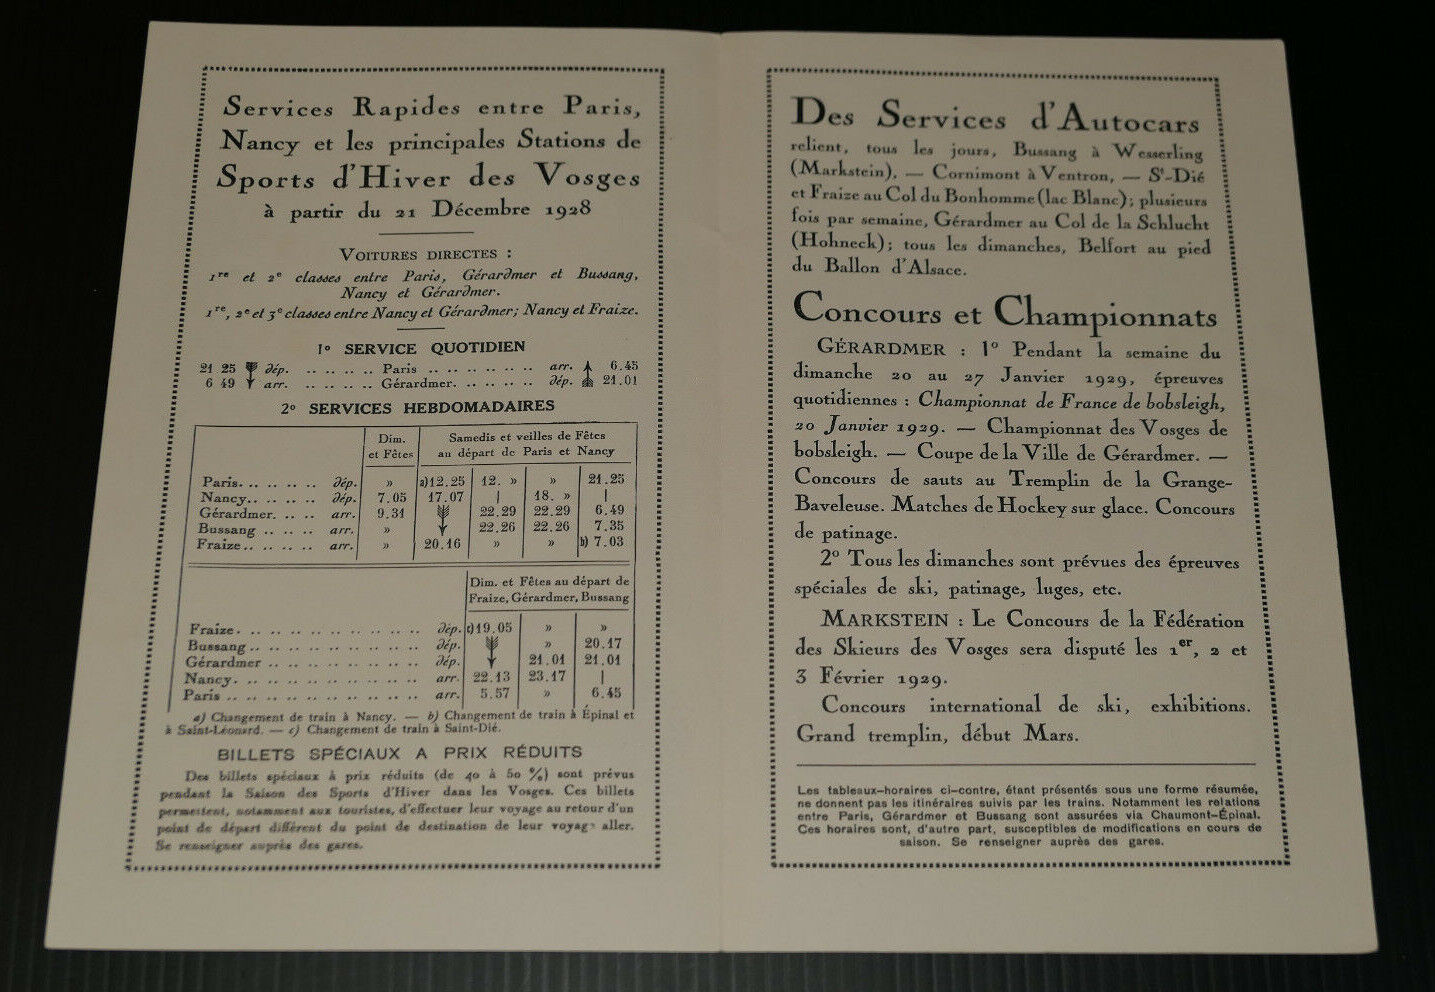 Services Rapides entre Paris,
Nancy et les principales Stations de
Sports d'Hiver des Vosges
à partir du 21 Décembre 1928
VOITURES DIRECTES :
1re et 2e classes entre Paris, Gérardmer et Bussang,
Nancy et Gérardmer.
1re, 2e et 3e classes entre Nancy et Gérardmer; Nancy et Fraize.
1º SERVICE QUOTIDIEN
21 25 dép. .. .. .. .. Paris .. .. .. .. .. .. arr. 6.45
6 49 arr. .. .. .. .. Gérardmer. .. .. .. .. dép. 21.01
2º SERVICES HEBDOMADAIRES
Dim. et Fêtes
Samedis et veilles de Fêtes
au départ de Paris et Nancy
Paris. .. .. .. .. dép. » a)12.25 12. » » 21.25
Nancy. .. .. .. dép. 7.05 17.07 | 18. » |
Gérardmer. .. .. arr. 9.31 22.29 22.29 6.49
Bussang .. .. .. arr. » 22.26 22.26 7.35
Fraize .. .. .. .. arr. » 20.16 » » b) 7.03
Dim. et Fêtes au départ de
Fraize, Gérardmer, Bussang
Fraize. .. .. .. .. .. .. .. .. .. dép. c)19.05 » »
Bussang .. .. .. .. .. .. .. .. .. dép. » 20.17
Gérardmer .. .. .. .. .. .. .. .. dép. 21.01 21.01
Nancy. .. .. .. .. .. .. .. .. .. arr. 22.13 23.17 |
Paris .. .. .. .. .. .. .. .. .. .. arr. 5.57 » 6.45
a) Changement de train à Nancy. — b) Changement de train à Épinal et
à Saint-Léonard. — c) Changement de train à Saint-Dié.
BILLETS SPÉCIAUX A PRIX RÉDUITS
Des billets spéciaux à prix réduits (de 40 à 50 %) sont prévus
pendant la Saison des Sports d'Hiver dans les Vosges. Ces billets
permettent, notamment aux touristes, d'effectuer leur voyage au retour d'un
point de départ différent du point de destination de leur voyage aller.
Se renseigner auprès des gares.
Des Services d'Autocars
relient, tous les jours, Bussang à Wesserling
(Markstein). — Cornimont à Ventron, — St-Dié
et Fraize au Col du Bonhomme (lac Blanc); plusieurs
fois par semaine, Gérardmer au Col de la Schlucht
(Hohneck); tous les dimanches, Belfort au pied
du Ballon d'Alsace.
Concours et Championnats
GÉRARDMER : 1º Pendant la semaine du
dimanche 20 au 27 Janvier 1929, épreuves
quotidiennes : Championnat de France de bobsleigh,
20 Janvier 1929. — Championnat des Vosges de
bobsleigh. — Coupe de la Ville de Gérardmer. —
Concours de sauts au Tremplin de la Grange-
Baveleuse. Matches de Hockey sur glace. Concours
de patinage.
2º Tous les dimanches sont prévues des épreuves
spéciales de ski, patinage, luges, etc.
MARKSTEIN : Le Concours de la Fédération
des Skieurs des Vosges sera disputé les 1er, 2 et
3 Février 1929.
Concours international de ski, exhibitions.
Grand tremplin, début Mars.
Les tableaux-horaires ci-contre, étant présentés sous une forme résumée,
ne donnent pas les itinéraires suivis par les trains. Notamment les relations
entre Paris, Gérardmer et Bussang sont assurées via Chaumont-Épinal.
Ces horaires sont, d'autre part, susceptibles de modifications en cours de
saison. Se renseigner auprès des gares.